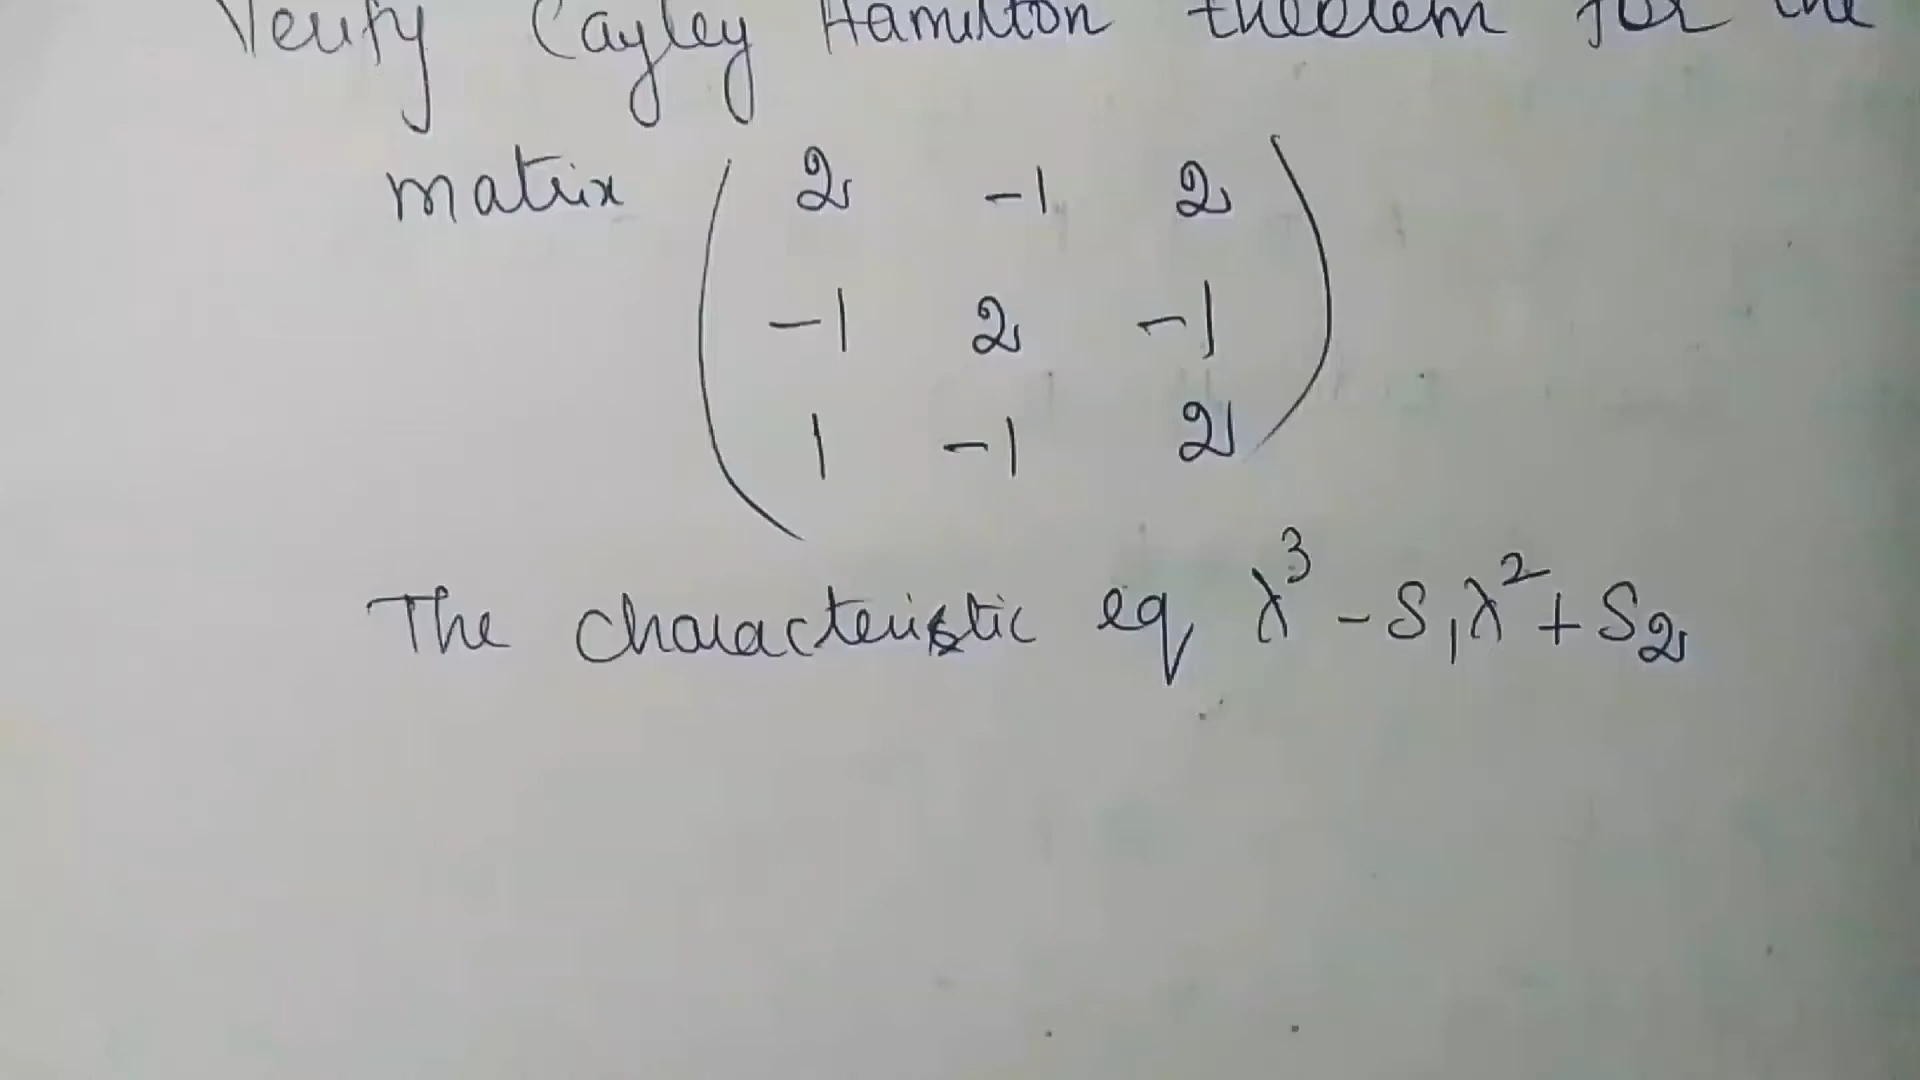 Verify Cayley Hamilton theorem for the
matrix ( 2 -1 2
-1 2 -1
1 -1 2 )
The characteristic eq λ³ - S₁λ² + S₂